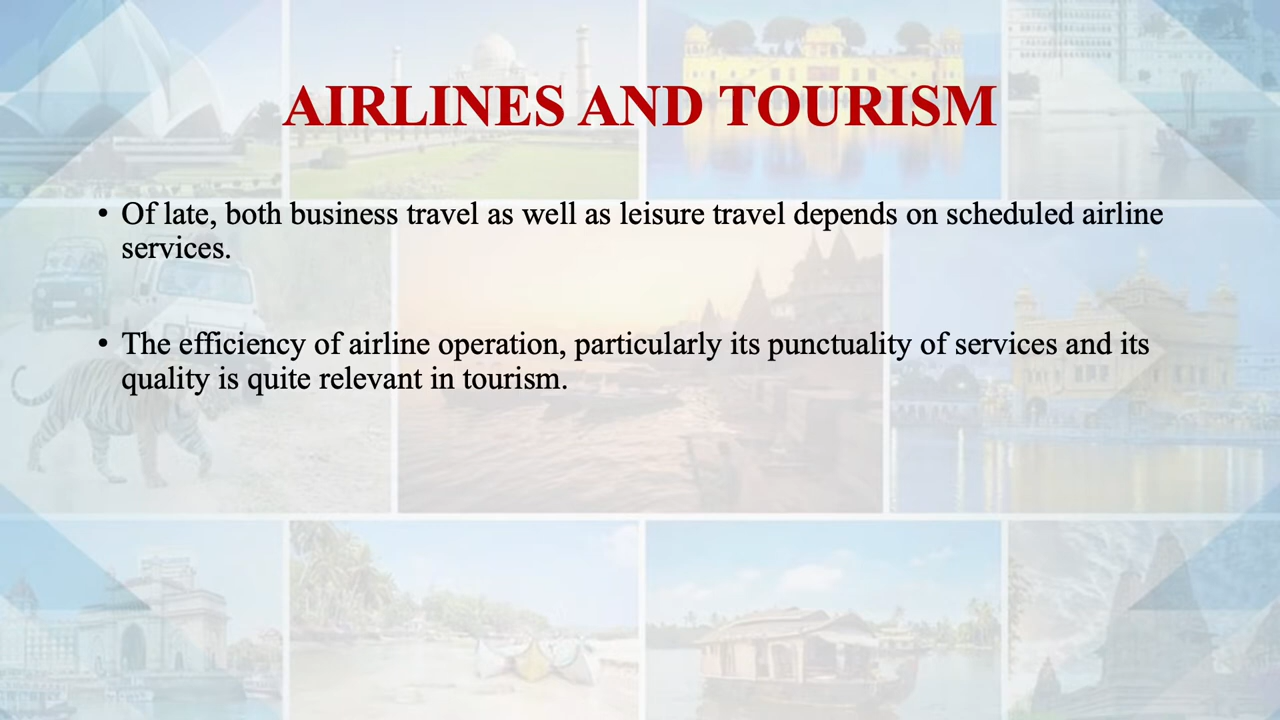 AIRLINES AND TOURISM
• Of late, both business travel as well as leisure travel depends on scheduled airline
services.
• The efficiency of airline operation, particularly its punctuality of services and its
quality is quite relevant in tourism.